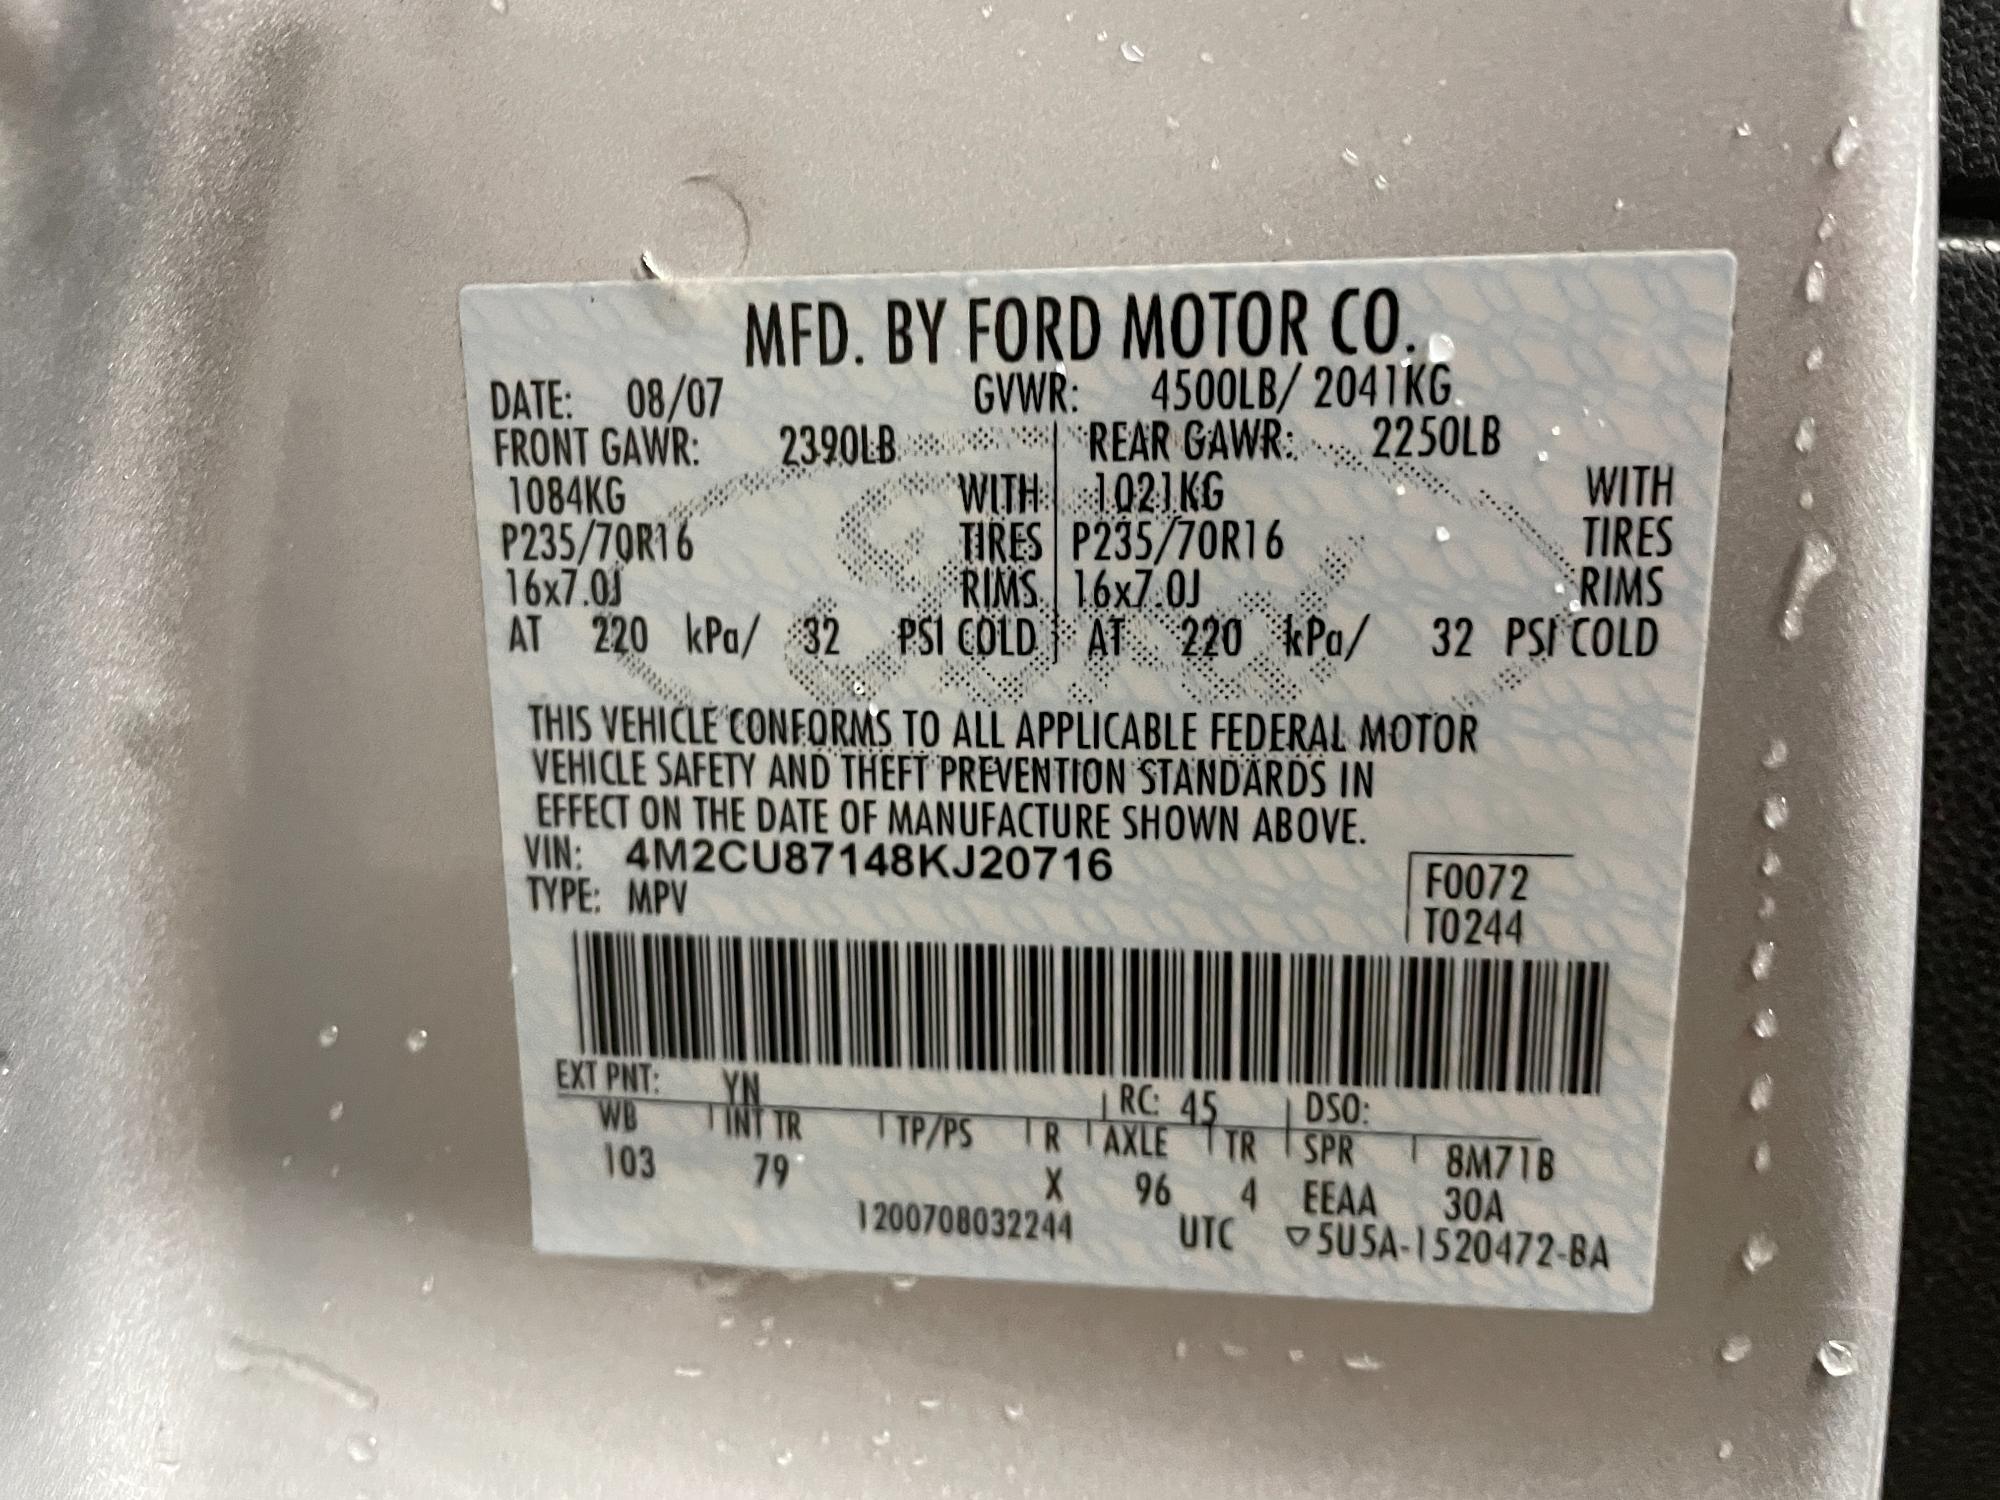 MFD. BY FORD MOTOR CO.
DATE: 08/07 GVWR: 4500LB/ 2041KG
FRONT GAWR: 2390LB REAR GAWR: 2250LB
1084KG WITH 1021KG WITH
P235/70R16 TIRES P235/70R16 TIRES
16x7.0J RIMS 16x7.0J RIMS
AT 220 kPa/ 32 PSI COLD AT 220 kPa/ 32 PSI COLD
THIS VEHICLE CONFORMS TO ALL APPLICABLE FEDERAL MOTOR
VEHICLE SAFETY AND THEFT PREVENTION STANDARDS IN
EFFECT ON THE DATE OF MANUFACTURE SHOWN ABOVE.
VIN: 4M2CU87148KJ20716
TYPE: MPV
F0072
T0244
EXT PNT: YN RC: 45 DSO:
WB INT TR TP/PS R AXLE TR SPR 8M71B
103 79 X 96 4 EEAA 30A
1200708032244 UTC ▽5U5A-1520472-BA